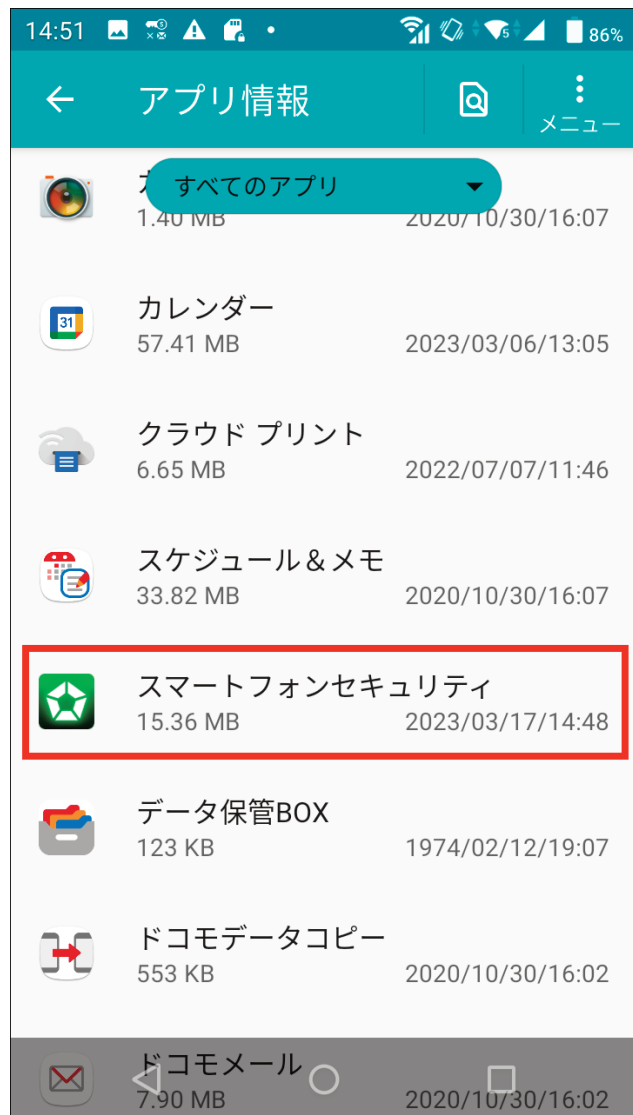 14:51
86%
アプリ情報
メニュー
すべてのアプリ
1.40 MB 2020/10/30/16:07
31
カレンダー
57.41 MB 2023/03/06/13:05
クラウド プリント
6.65 MB 2022/07/07/11:46
スケジュール＆メモ
33.82 MB 2020/10/30/16:07
スマートフォンセキュリティ
15.36 MB 2023/03/17/14:48
データ保管BOX
123 KB 1974/02/12/19:07
ドコモデータコピー
553 KB 2020/10/30/16:02
ドコモメール
7.90 MB 2020/10/30/16:02